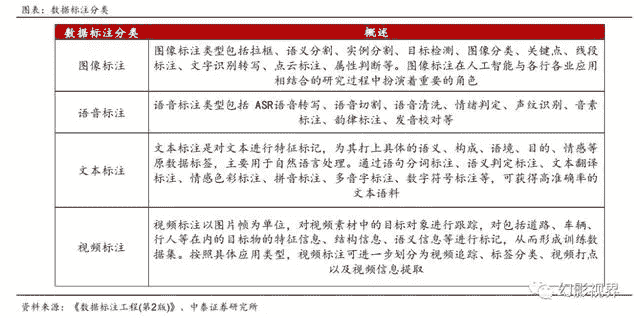 图表：数据标注分类
数据标注分类
概述
图像标注
图像标注类型包括拉框、语义分割、实例分割、目标检测、图像分类、关键点、线段
标注、文字识别转写、点云标注、属性判断等。图像标注在人工智能与各行各业应用
相结合的研究过程中扮演着重要的角色
语音标注
语音标注类型包括 ASR语音转写、语音切割、语音清洗、情绪判定、声纹识别、音素
标注、韵律标注、发音校对等
文本标注
文本标注是对文本进行特征标记，为其打上具体的语义、构成、语境、目的、情感等
原数据标签，主要用于自然语言处理。通过语句分词标注、语义判定标注、文本翻译
标注、情感色彩标注、拼音标注、多音字标注、数字符号标注等，可获得高准确率的
文本语料
视频标注
视频标注以图片帧为单位，对视频素材中的目标对象进行跟踪，对包括道路、车辆、
行人等在内的目标物的特征信息、结构信息、语义信息等进行标记，从而形成训练数
据集。按照具体应用类型，视频标注可进一步划分为视频追踪、标签分类、视频打点
以及视频信息提取
幻影视界
资料来源：《数据标注工程(第2版)》、中泰证券研究所